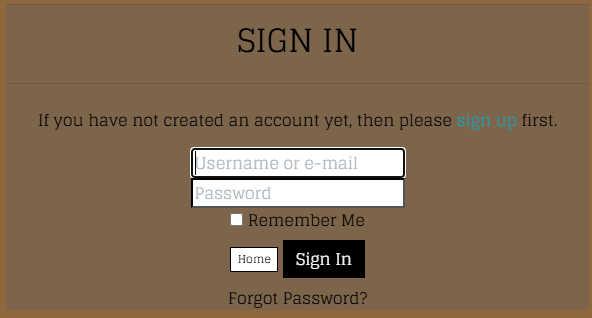 SIGN IN
If you have not created an account yet, then please sign up first.
Username or e-mail
Password
Remember Me
Home Sign In
Forgot Password?